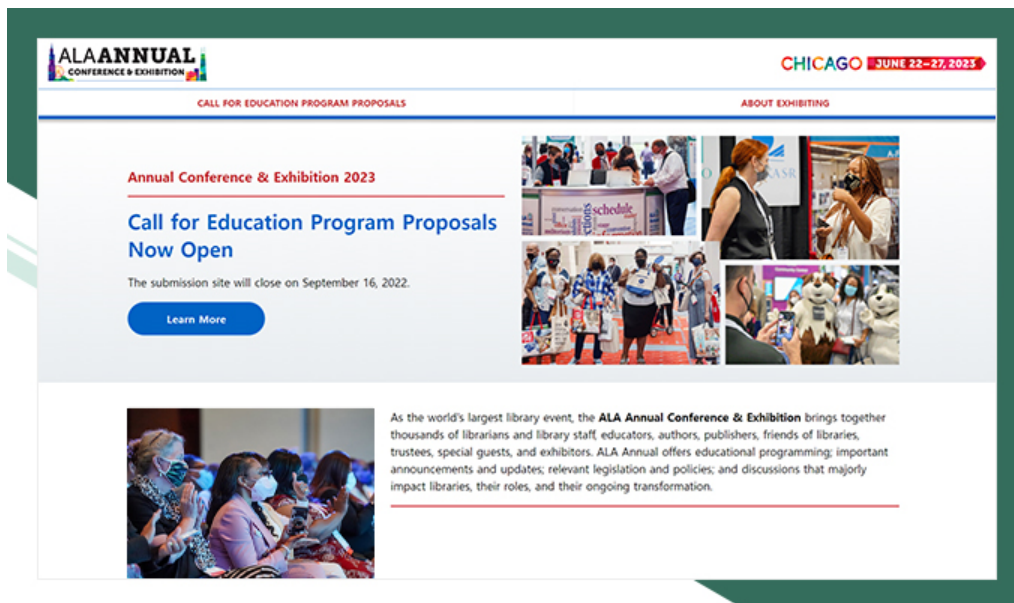 ALAANNUAL
CONFERENCE & EXHIBITION
CHICAGO JUNE 22–27, 2023
CALL FOR EDUCATION PROGRAM PROPOSALS
ABOUT EXHIBITING
Annual Conference & Exhibition 2023
Call for Education Program Proposals
Now Open
The submission site will close on September 16, 2022.
Learn More
schedule
As the world's largest library event, the ALA Annual Conference & Exhibition brings together
thousands of librarians and library staff, educators, authors, publishers, friends of libraries,
trustees, special guests, and exhibitors. ALA Annual offers educational programming; important
announcements and updates; relevant legislation and policies; and discussions that majorly
impact libraries, their roles, and their ongoing transformation.